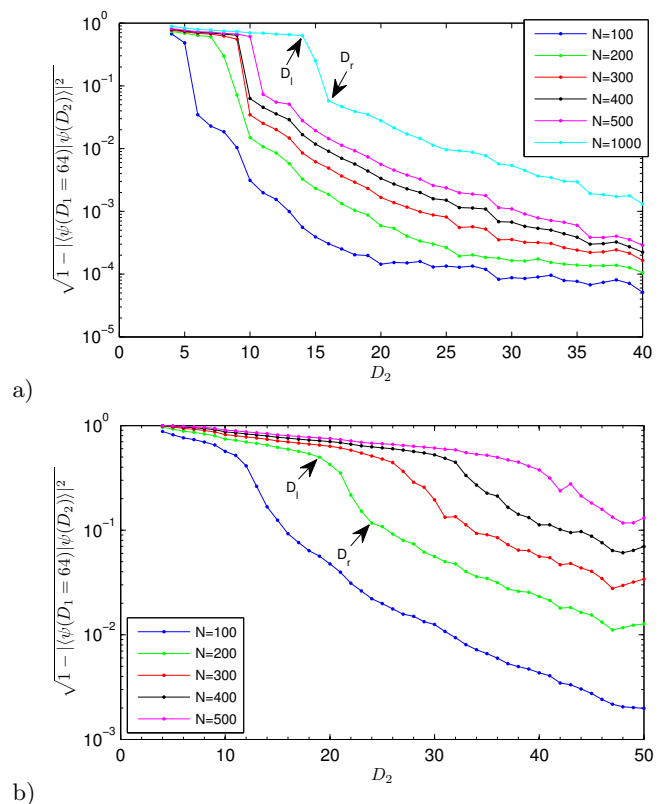 10^0
10^-1
10^-2
10^-3
10^-4
10^-5
√1 − |⟨ψ(D_1 = 64)|ψ(D_2)⟩|^2
D_l
D_r
N=100
N=200
N=300
N=400
N=500
N=1000
0 5 10 15 20 25 30 35 40
D_2
a)
10^0
10^-1
10^-2
10^-3
√1 − |⟨ψ(D_1 = 64)|ψ(D_2)⟩|^2
D_l
D_r
N=100
N=200
N=300
N=400
N=500
0 10 20 30 40 50
D_2
b)